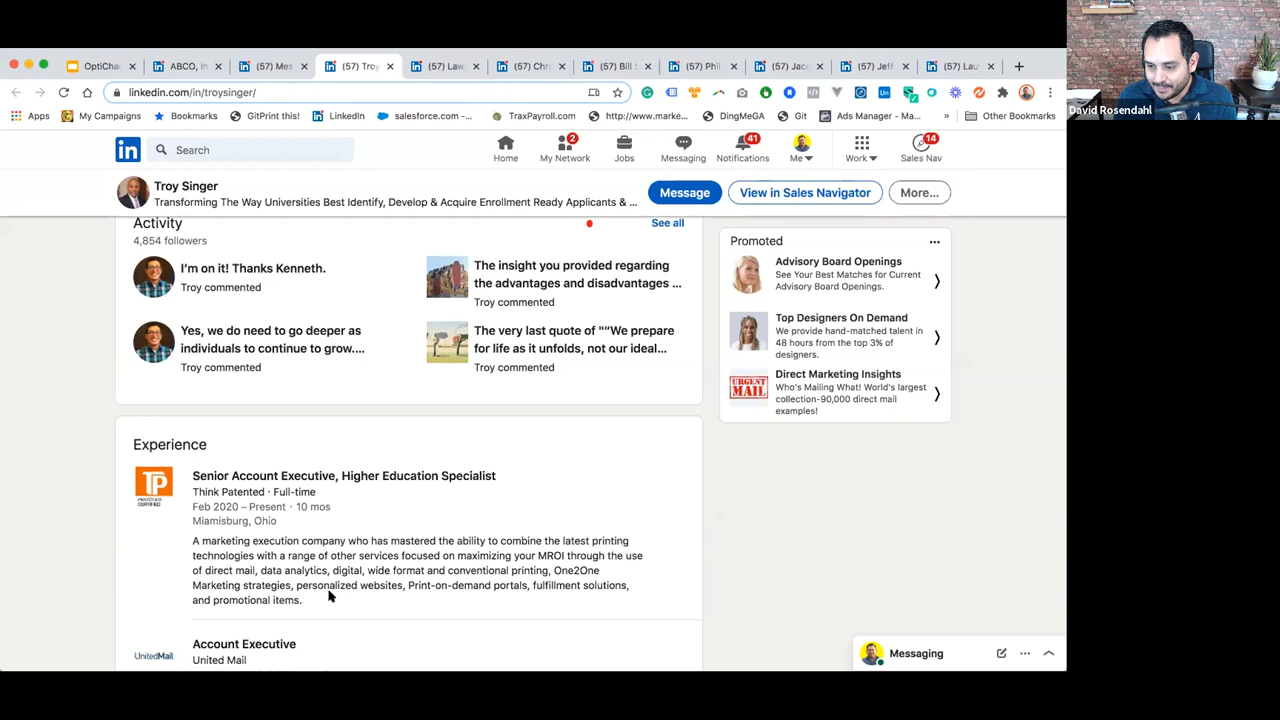 OptiCha
ABCO, In
(57) Mes
(57) Troy
(57) Law
(57) Chr
(57) Bill S
(57) Phil
(57) Jac
(57) Jeff
(57) Lau
linkedin.com/in/troysinger/
Apps
My Campaigns
Bookmarks
GitPrint this!
LinkedIn
salesforce.com -...
TraxPayroll.com
http://www.marke...
DingMeGA
Git
Ads Manager - Ma...
Other Bookmarks
David Rosendahl
in
Search
Home
2
My Network
Jobs
Messaging
41
Notifications
Me
Work
14
Sales Nav
Troy Singer
Transforming The Way Universities Best Identify, Develop & Acquire Enrollment Ready Applicants & ...
Message
View in Sales Navigator
More...
Activity
See all
4,854 followers
I'm on it! Thanks Kenneth.
Troy commented
The insight you provided regarding
the advantages and disadvantages ...
Troy commented
Yes, we do need to go deeper as
individuals to continue to grow....
Troy commented
The very last quote of "“We prepare
for life as it unfolds, not our ideal...
Troy commented
Promoted
Advisory Board Openings
See Your Best Matches for Current
Advisory Board Openings.
Top Designers On Demand
We provide hand-matched talent in
48 hours from the top 3% of
designers.
URGENT
MAIL
Direct Marketing Insights
Who's Mailing What! World's largest
collection-90,000 direct mail
examples!
Experience
TP
CERTIFIED
Senior Account Executive, Higher Education Specialist
Think Patented · Full-time
Feb 2020 – Present · 10 mos
Miamisburg, Ohio
A marketing execution company who has mastered the ability to combine the latest printing
technologies with a range of other services focused on maximizing your MROI through the use
of direct mail, data analytics, digital, wide format and conventional printing, One2One
Marketing strategies, personalized websites, Print-on-demand portals, fulfillment solutions,
and promotional items.
UnitedMail
Account Executive
United Mail
Messaging